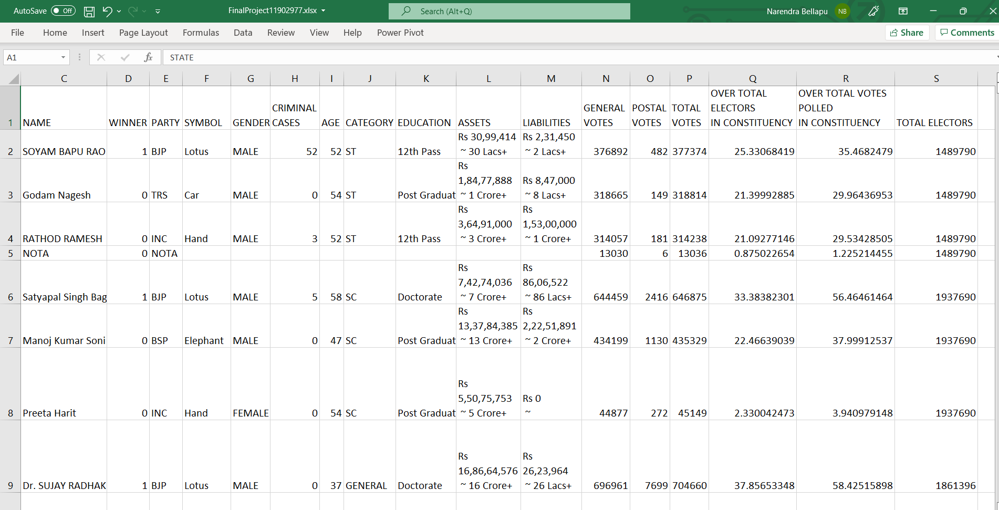 AutoSave Off FinalProject11902977.xlsx Search (Alt+Q) Narendra Bellapu NB
File Home Insert Page Layout Formulas Data Review View Help Power Pivot Share Comments
A1 fx STATE
C D E F G H I J K L M N O P Q R S
OVER TOTAL OVER TOTAL VOTES
CRIMINAL GENERAL POSTAL TOTAL ELECTORS POLLED
1 NAME WINNER PARTY SYMBOL GENDER CASES AGE CATEGORY EDUCATION ASSETS LIABILITIES VOTES VOTES VOTES IN CONSTITUENCY IN CONSTITUENCY TOTAL ELECTORS
Rs 30,99,414 Rs 2,31,450
2 SOYAM BAPU RAO 1 BJP Lotus MALE 52 52 ST 12th Pass ~ 30 Lacs+ ~ 2 Lacs+ 376892 482 377374 25.33068419 35.4682479 1489790
Rs
1,84,77,888 Rs 8,47,000
3 Godam Nagesh 0 TRS Car MALE 0 54 ST Post Graduat ~ 1 Crore+ ~ 8 Lacs+ 318665 149 318814 21.39992885 29.96436953 1489790
Rs Rs
3,64,91,000 1,53,00,000
4 RATHOD RAMESH 0 INC Hand MALE 3 52 ST 12th Pass ~ 3 Crore+ ~ 1 Crore+ 314057 181 314238 21.09277146 29.53428505 1489790
5 NOTA 0 NOTA 13030 6 13036 0.875022654 1.225214455 1489790
Rs Rs
7,42,74,036 86,06,522
6 Satyapal Singh Bag 1 BJP Lotus MALE 5 58 SC Doctorate ~ 7 Crore+ ~ 86 Lacs+ 644459 2416 646875 33.38382301 56.46461464 1937690
Rs Rs
13,37,84,385 2,22,51,891
7 Manoj Kumar Soni 0 BSP Elephant MALE 0 47 SC Post Graduat ~ 13 Crore+ ~ 2 Crore+ 434199 1130 435329 22.46639039 37.99912537 1937690
Rs
5,50,75,753 Rs 0
8 Preeta Harit 0 INC Hand FEMALE 0 54 SC Post Graduat ~ 5 Crore+ ~ 44877 272 45149 2.330042473 3.940979148 1937690
Rs Rs
16,86,64,576 26,23,964
9 Dr. SUJAY RADHAK 1 BJP Lotus MALE 0 37 GENERAL Doctorate ~ 16 Crore+ ~ 26 Lacs+ 696961 7699 704660 37.85653348 58.42515898 1861396